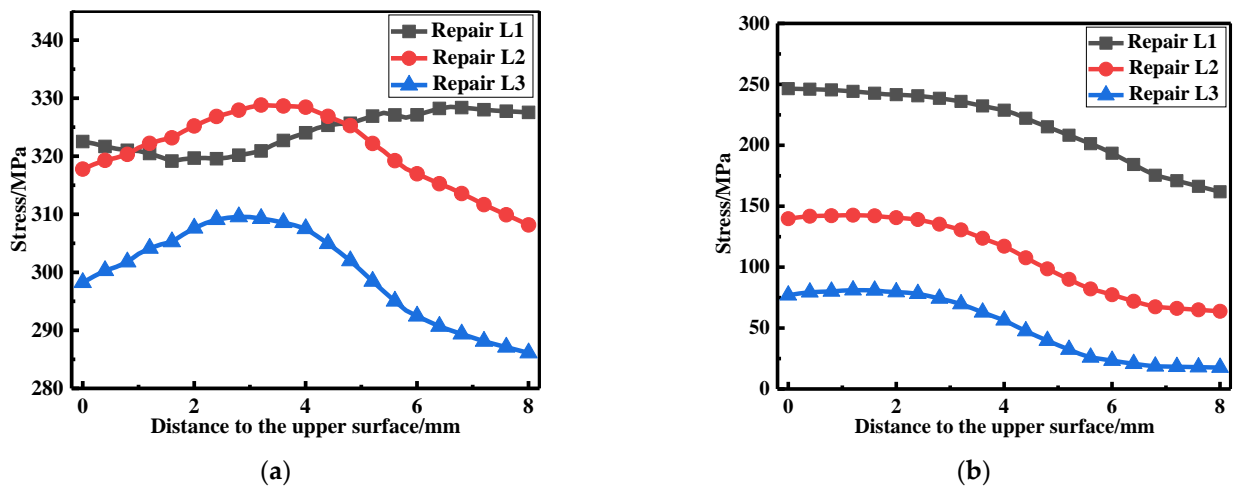 Repair L1
Repair L2
Repair L3
340
330
320
310
300
290
280
Stress/MPa
0 2 4 6 8
Distance to the upper surface/mm
(a)
Repair L1
Repair L2
Repair L3
300
250
200
150
100
50
0
Stress/MPa
0 2 4 6 8
Distance to the upper surface/mm
(b)